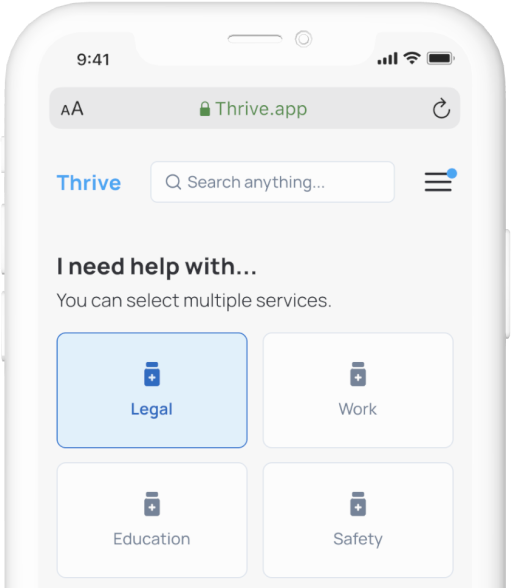 9:41
AA Thrive.app
Thrive Search anything...
I need help with...
You can select multiple services.
Legal Work
Education Safety